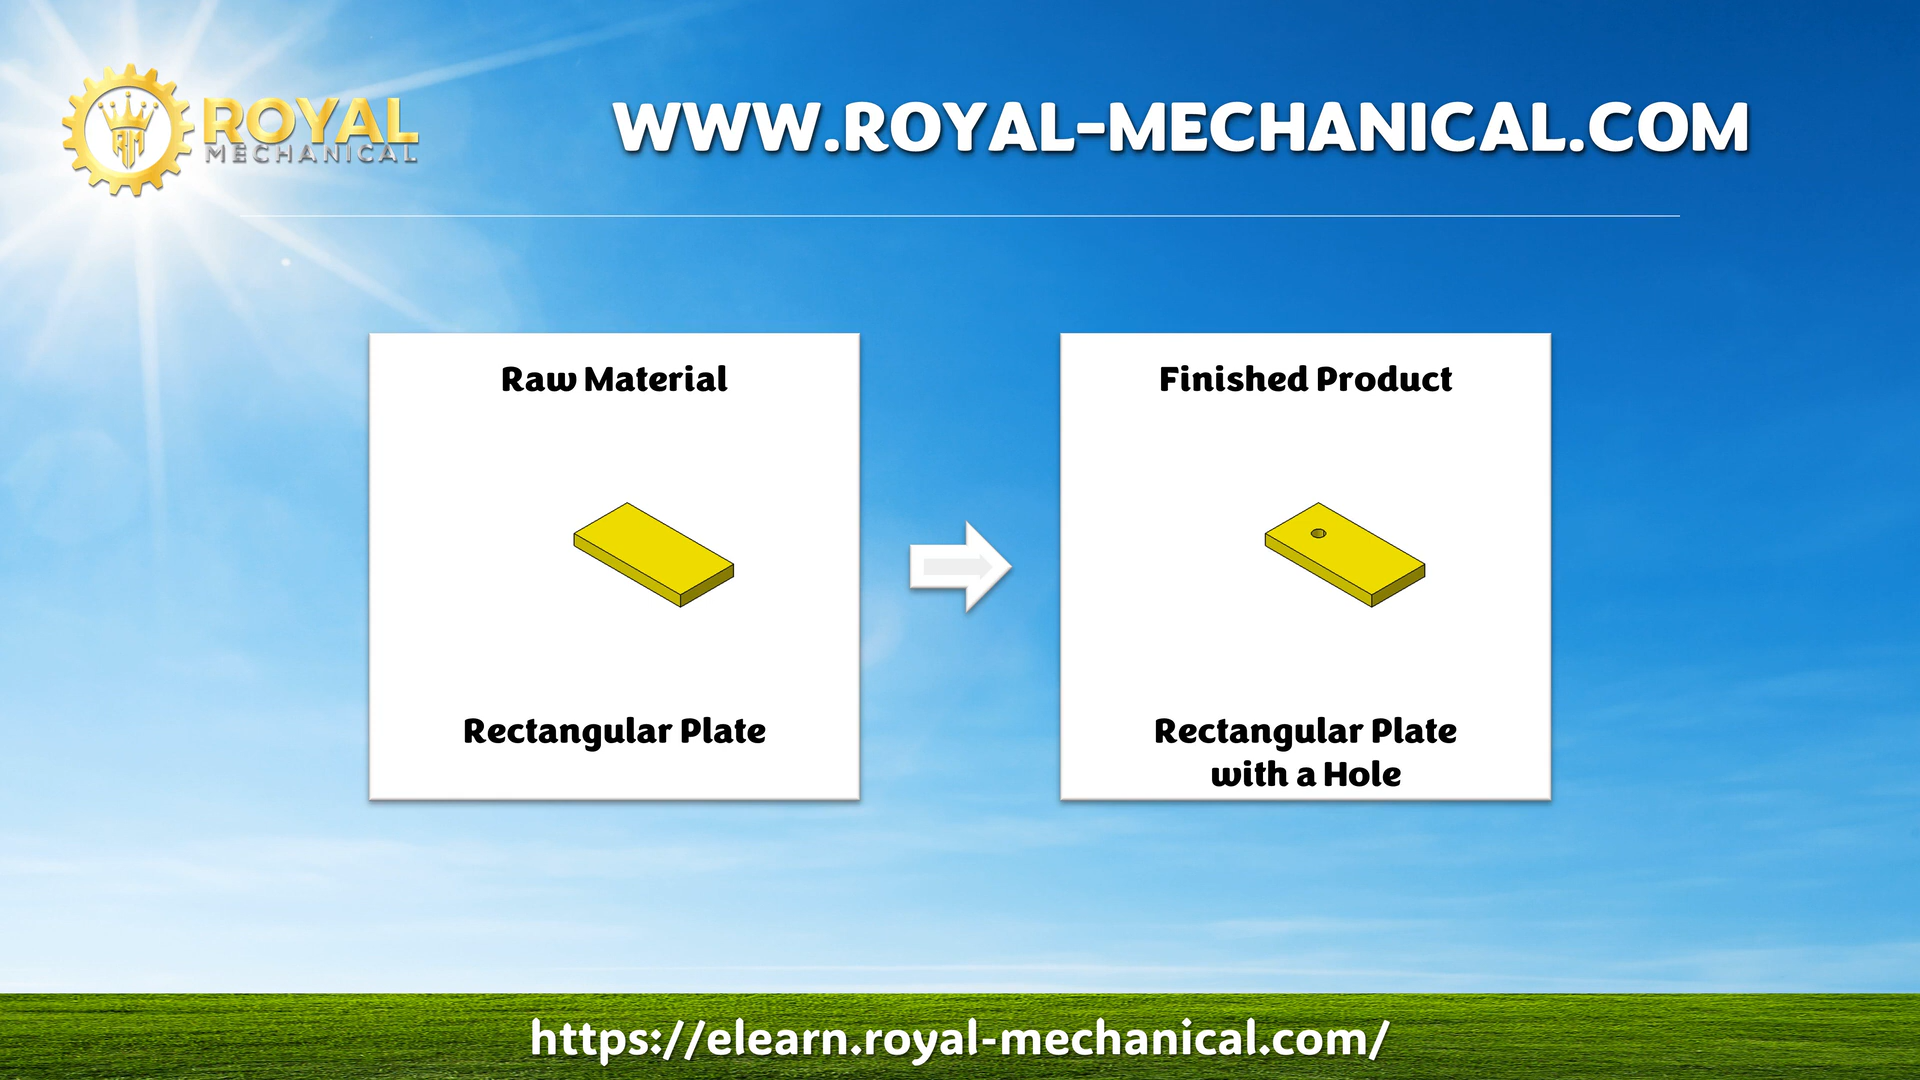 ROYAL
MECHANICAL
WWW.ROYAL-MECHANICAL.COM
Raw Material
Rectangular Plate
Finished Product
Rectangular Plate
with a Hole
https://elearn.royal-mechanical.com/